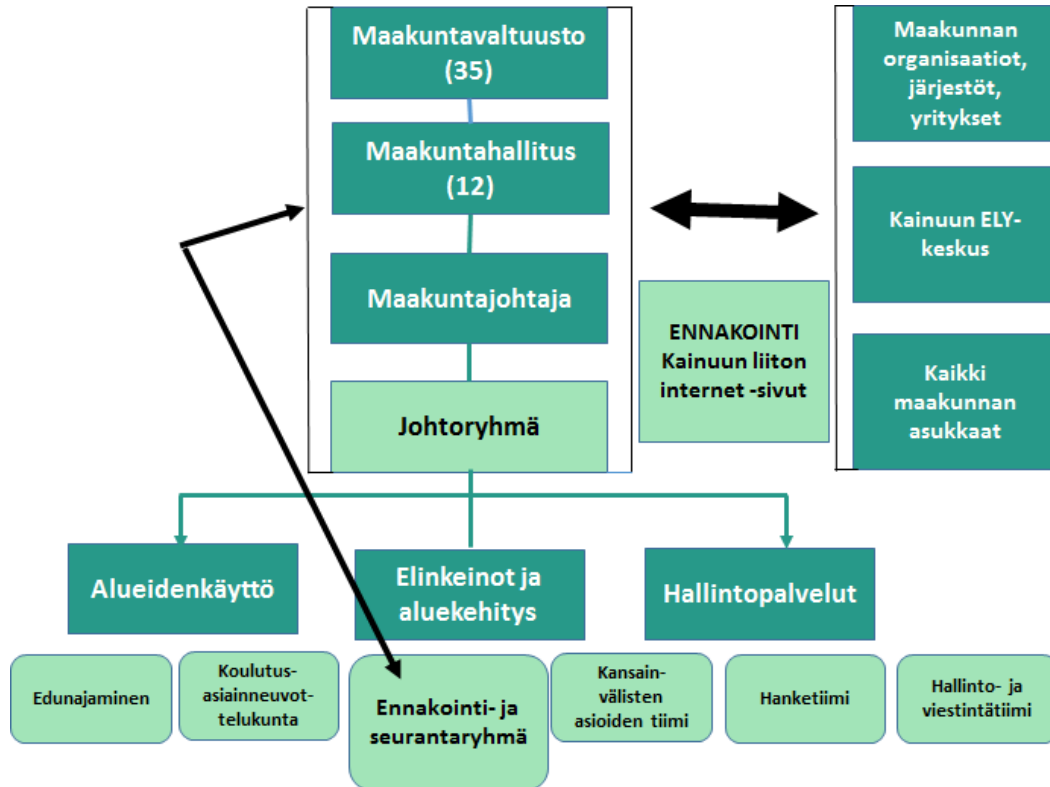 Maakuntavaltuusto
(35)
Maakuntahallitus
(12)
Maakuntajohtaja
Johtoryhmä
ENNAKOINTI
Kainuun liiton
internet -sivut
Maakunnan
organisaatiot,
järjestöt,
yritykset
Kainuun ELY-
keskus
Kaikki
maakunnan
asukkaat
Alueidenkäyttö
Elinkeinot ja
aluekehitys
Hallintopalvelut
Edunajaminen
Koulutus-
asiainneuvot-
telukunta
Ennakointi- ja
seurantaryhmä
Kansain-
välisten
asioiden tiimi
Hanketiimi
Hallinto- ja
viestintätiimi